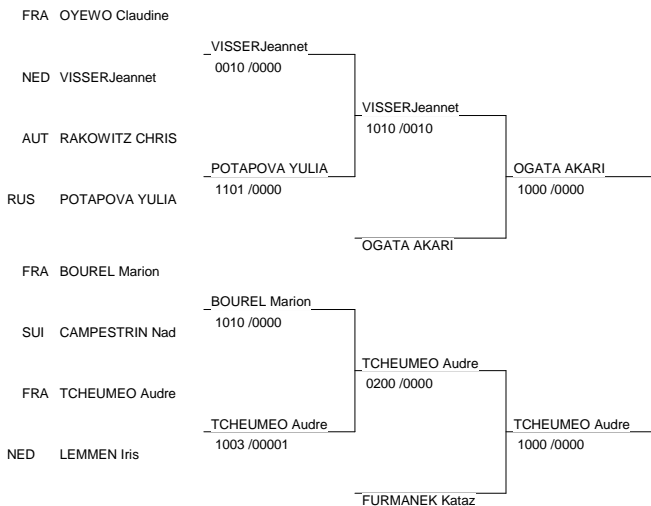 FRA OYEWO Claudine
VISSERJeannet
0010 /0000
NED VISSERJeannet
VISSERJeannet
1010 /0010
AUT RAKOWITZ CHRIS
POTAPOVA YULIA
1101 /0000
OGATA AKARI
1000 /0000
RUS POTAPOVA YULIA
OGATA AKARI
FRA BOUREL Marion
BOUREL Marion
1010 /0000
SUI CAMPESTRIN Nad
TCHEUMEO Audre
0200 /0000
FRA TCHEUMEO Audre
TCHEUMEO Audre
1003 /00001
TCHEUMEO Audre
1000 /0000
NED LEMMEN Iris
FURMANEK Kataz